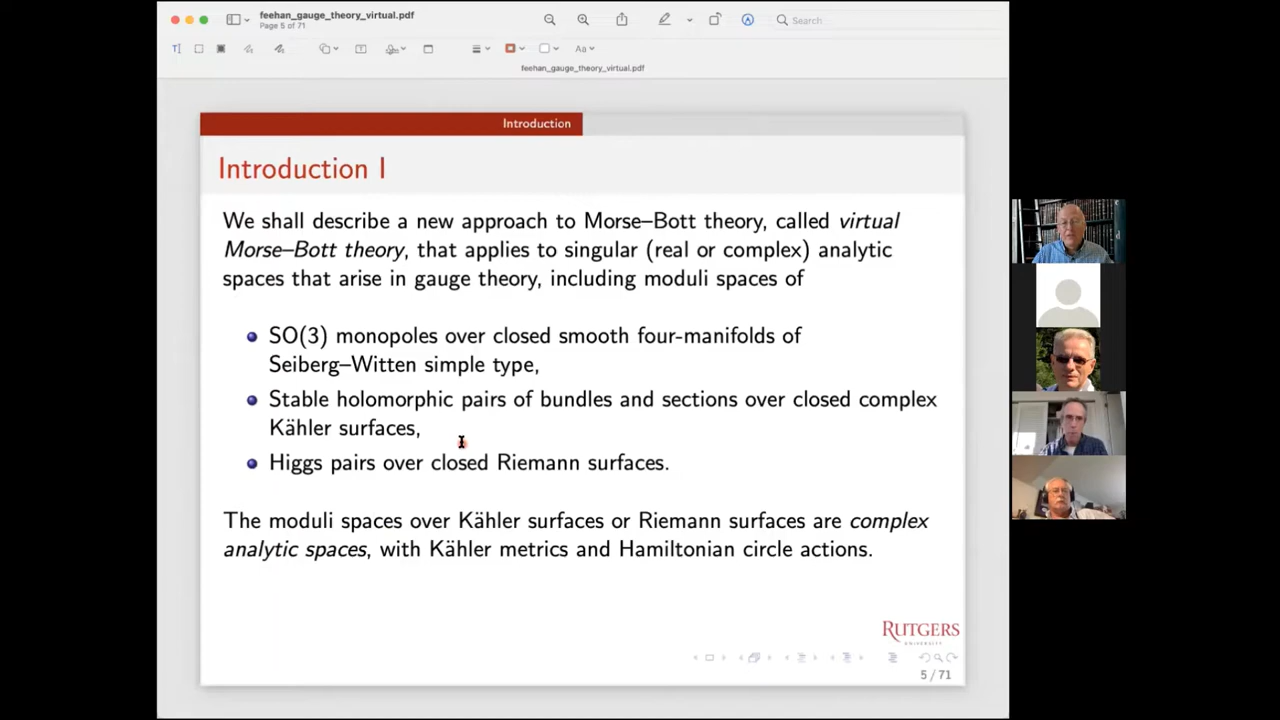 feehan_gauge_theory_virtual.pdf
Page 5 of 71
Search
feehan_gauge_theory_virtual.pdf
Introduction
Introduction I
We shall describe a new approach to Morse–Bott theory, called virtual
Morse–Bott theory, that applies to singular (real or complex) analytic
spaces that arise in gauge theory, including moduli spaces of
SO(3) monopoles over closed smooth four-manifolds of
Seiberg–Witten simple type,
Stable holomorphic pairs of bundles and sections over closed complex
Kähler surfaces,
Higgs pairs over closed Riemann surfaces.
The moduli spaces over Kähler surfaces or Riemann surfaces are complex
analytic spaces, with Kähler metrics and Hamiltonian circle actions.
RUTGERS
UNIVERSITY
5 / 71